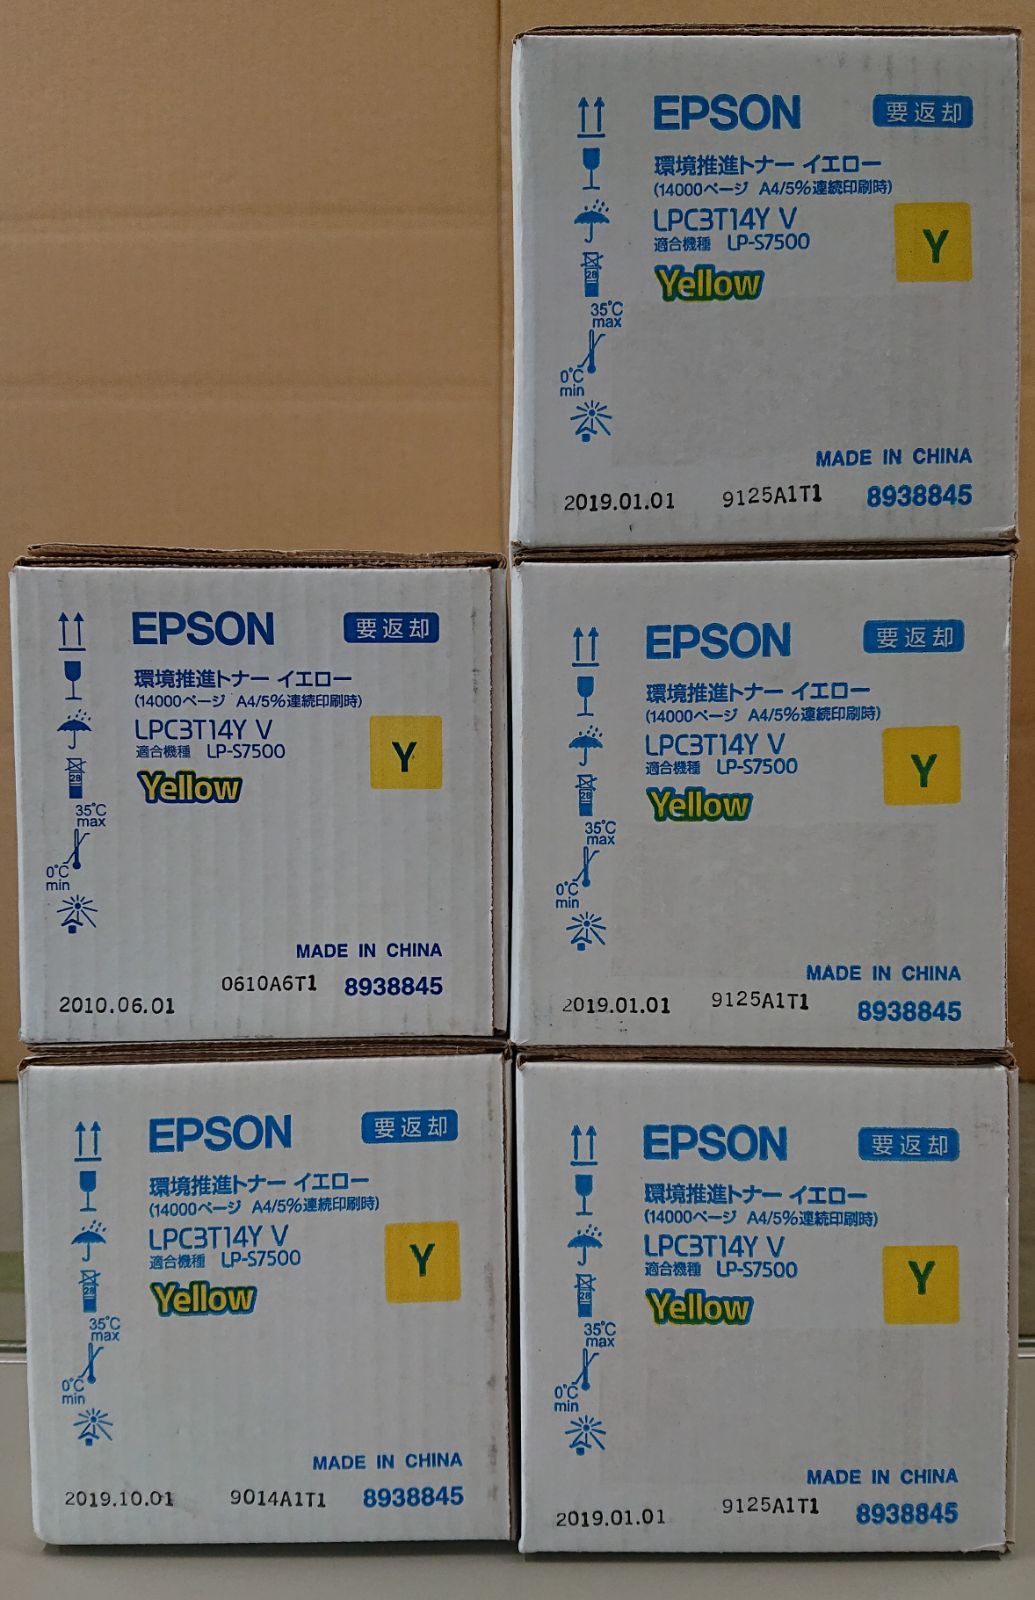 EPSON 要返却
環境推進トナー イエロー
(14000ページ A4/5%連続印刷時)
LPC3T14Y V
適合機種 LP-S7500
Y
Yellow
28
35℃
max
0℃
min
MADE IN CHINA
2019.01.01 9125A1T1 8938845
EPSON 要返却
環境推進トナー イエロー
(14000ページ A4/5%連続印刷時)
LPC3T14Y V
適合機種 LP-S7500
Y
Yellow
28
35℃
max
0℃
min
MADE IN CHINA
2010.06.01 0610A6T1 8938845
EPSON 要返却
環境推進トナー イエロー
(14000ページ A4/5%連続印刷時)
LPC3T14Y V
適合機種 LP-S7500
Y
Yellow
28
35℃
max
0℃
min
MADE IN CHINA
2019.01.01 9125A1T1 8938845
EPSON 要返却
環境推進トナー イエロー
(14000ページ A4/5%連続印刷時)
LPC3T14Y V
適合機種 LP-S7500
Y
Yellow
28
35℃
max
0℃
min
MADE IN CHINA
2019.10.01 9014A1T1 8938845
EPSON 要返却
環境推進トナー イエロー
(14000ページ A4/5%連続印刷時)
LPC3T14Y V
適合機種 LP-S7500
Y
Yellow
28
35℃
max
0℃
min
MADE IN CHINA
2019.01.01 9125A1T1 8938845